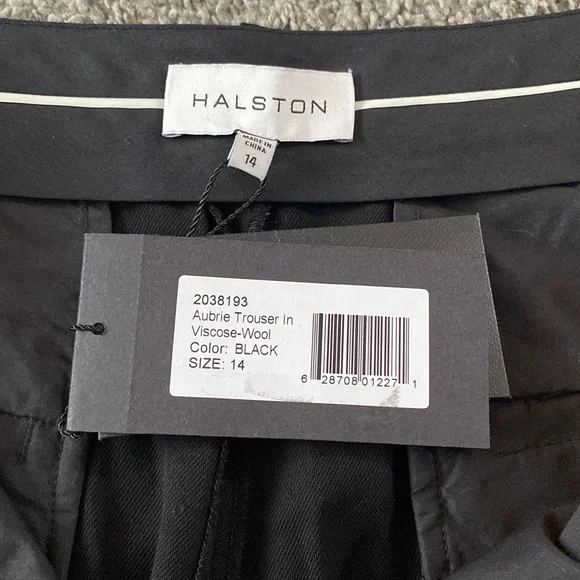 HALSTON
MADE IN
CHINA
14
2038193
Aubrie Trouser In
Viscose-Wool
Color: BLACK
SIZE: 14
6 28708 01227 1